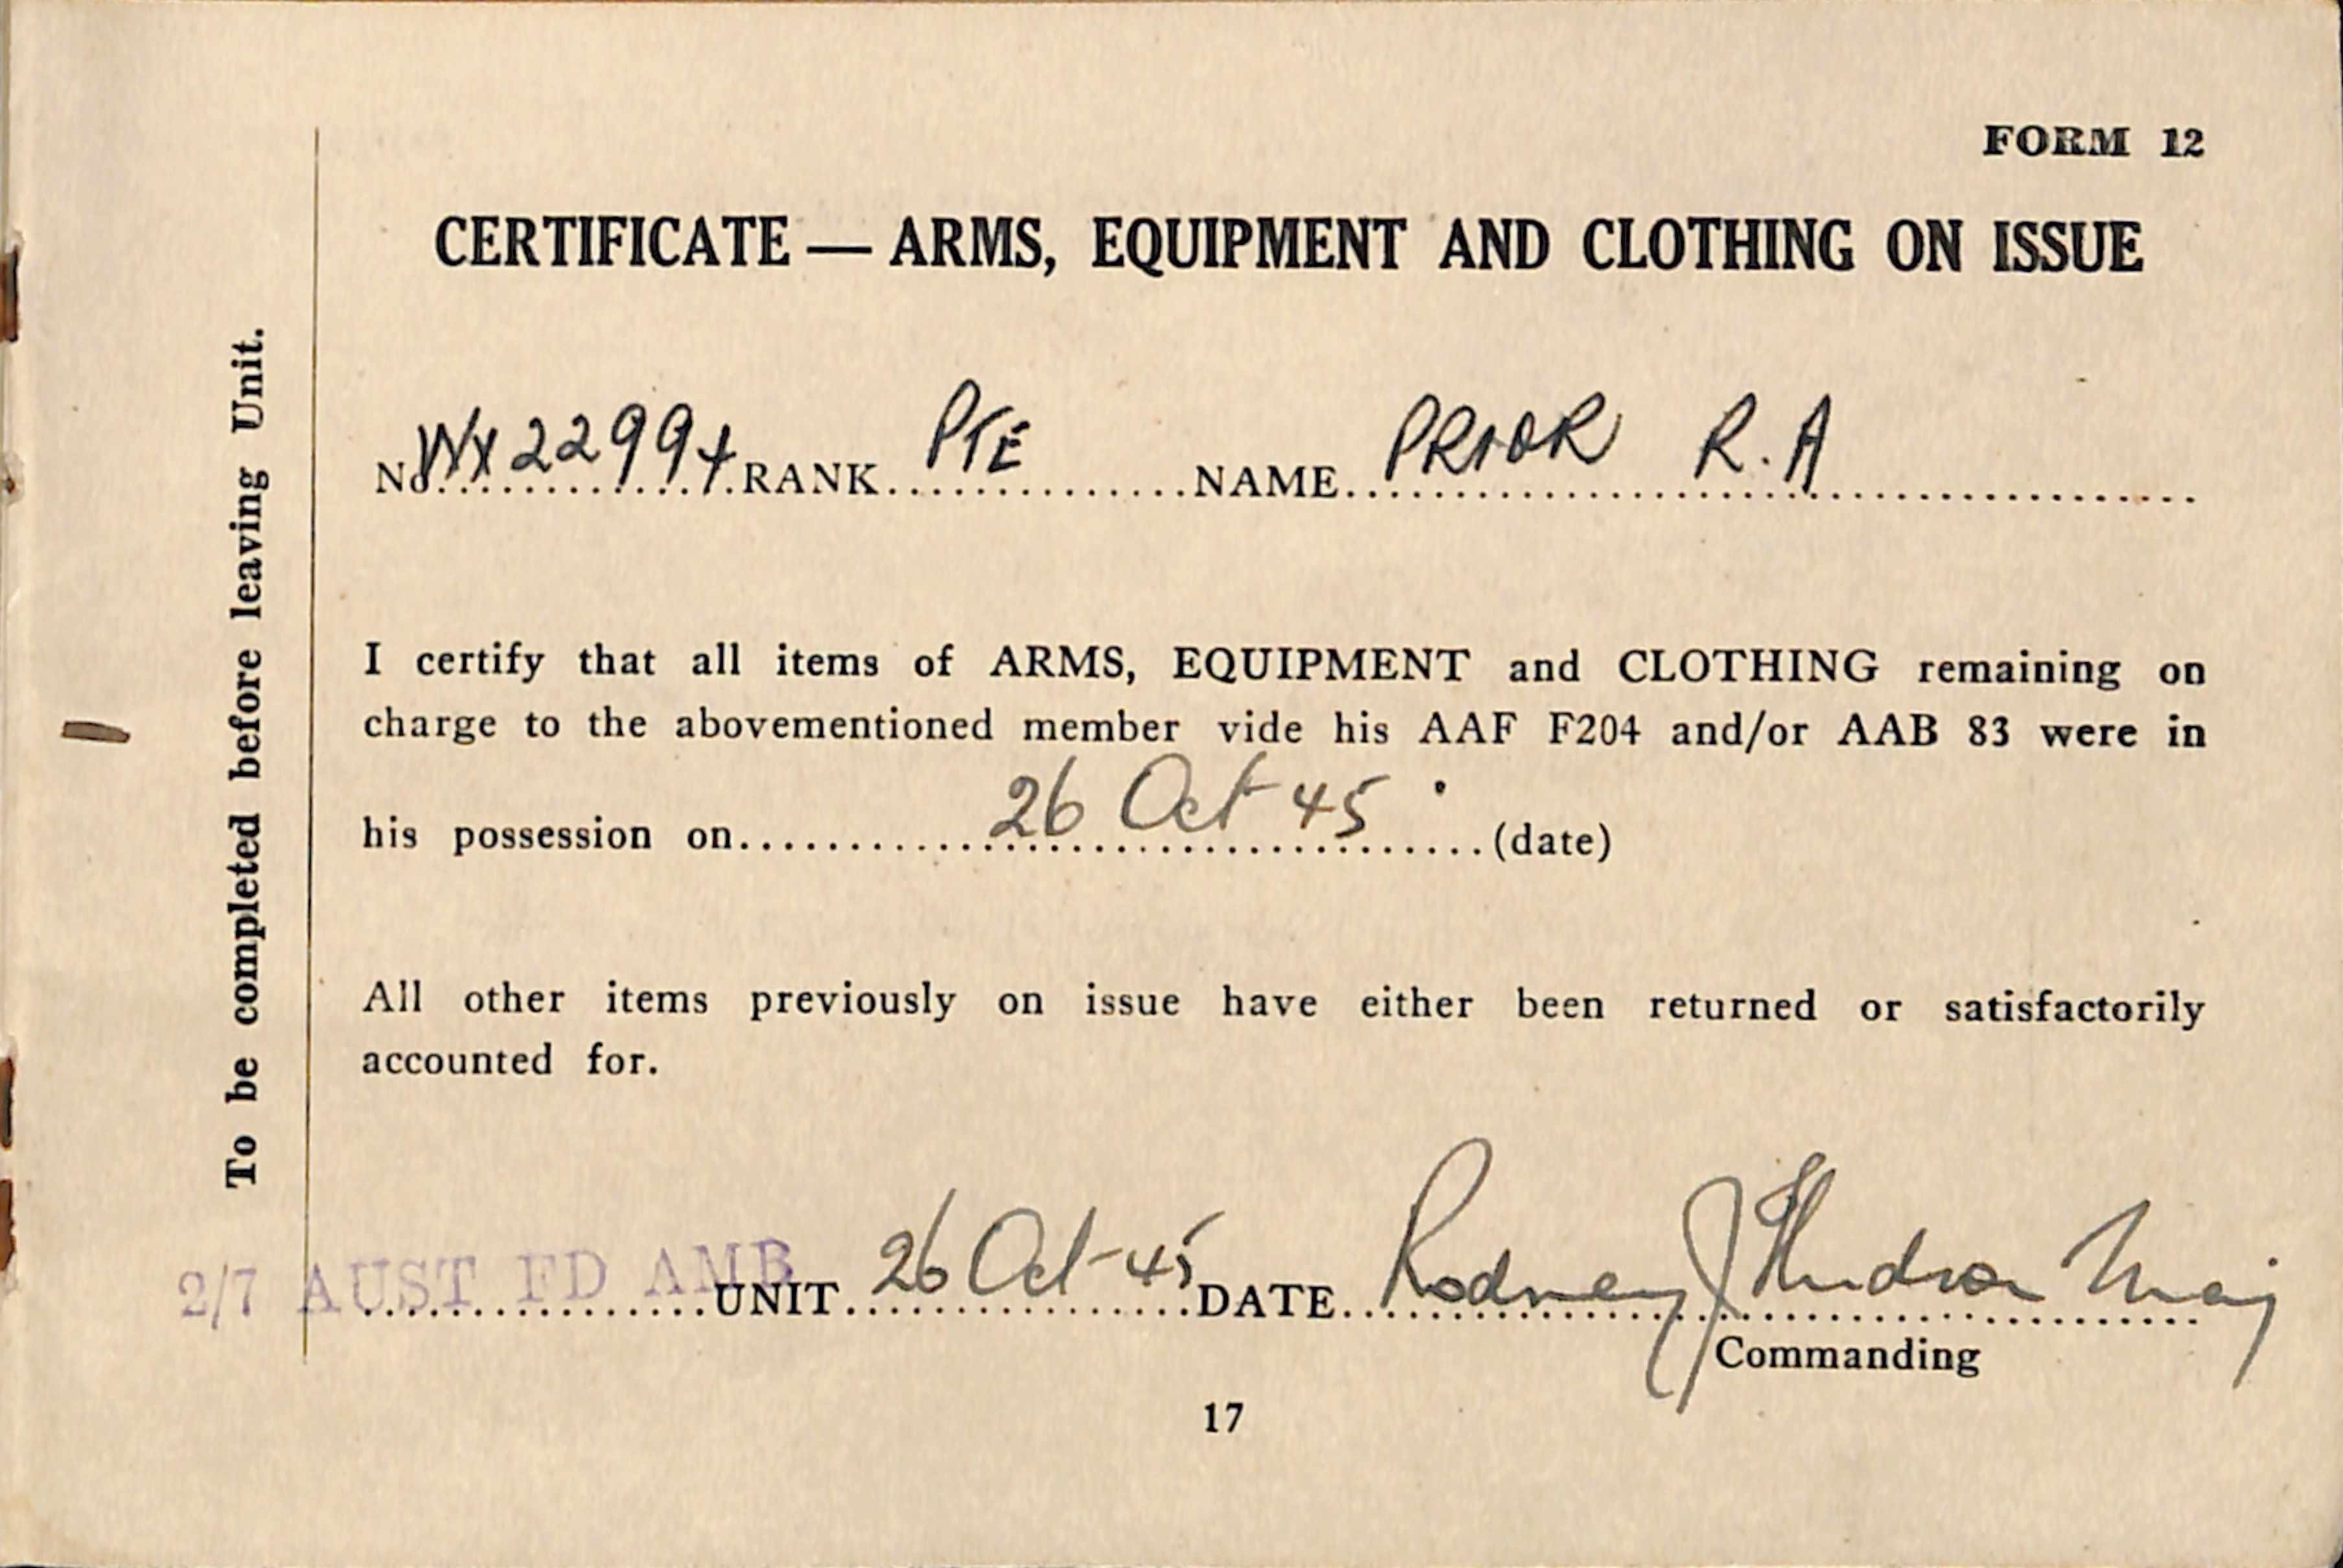 FORM 12
CERTIFICATE — ARMS, EQUIPMENT AND CLOTHING ON ISSUE
To be completed before leaving Unit.
No. WX22994 RANK PTE NAME PRIOR R.A
I certify that all items of ARMS, EQUIPMENT and CLOTHING remaining on
charge to the abovementioned member vide his AAF F204 and/or AAB 83 were in
his possession on 26 Oct 45 (date)
All other items previously on issue have either been returned or satisfactorily
accounted for.
2/7 AUST FD AMB UNIT 26 Oct 45 DATE Rodney J Hudson Maj
Commanding
17